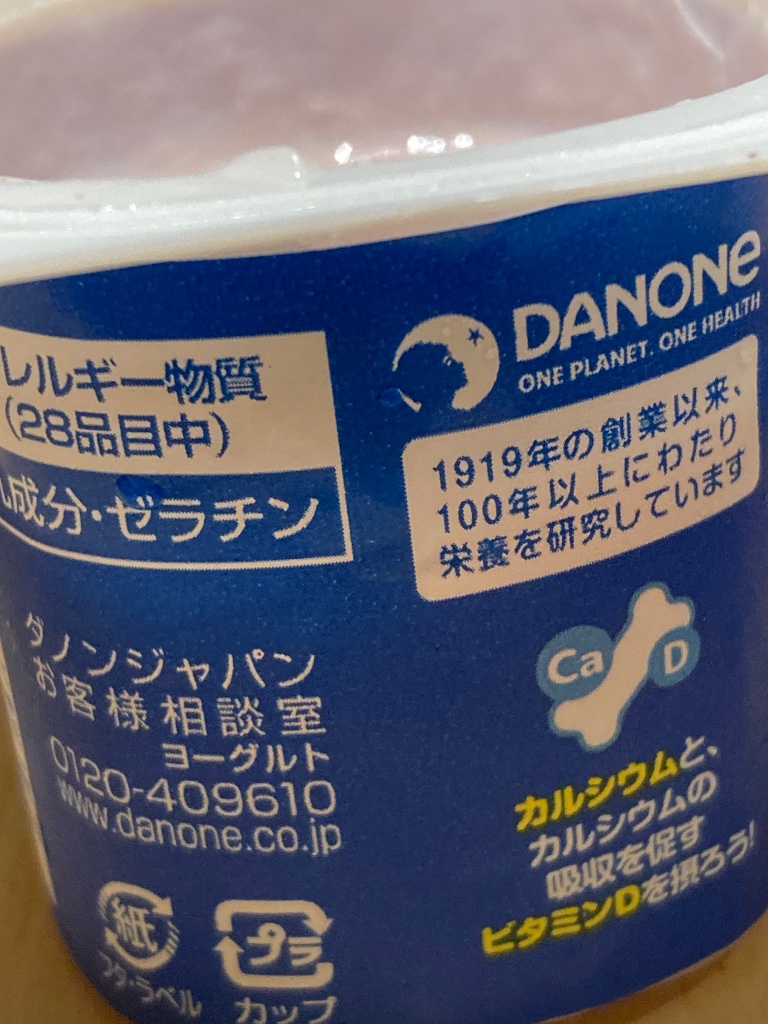 レルギー物質
(28品目中)
成分・ゼラチン
ダノンジャパン
お客様相談室
ヨーグルト
0120-409610
www.danone.co.jp
紙
フタ・ラベル
プラ
カップ
DANONE
ONE PLANET. ONE HEALTH
1919年の創業以来、
100年以上にわたり
栄養を研究しています
Ca
D
カルシウムと、
カルシウムの
吸収を促す
ビタミンDを摂ろう!